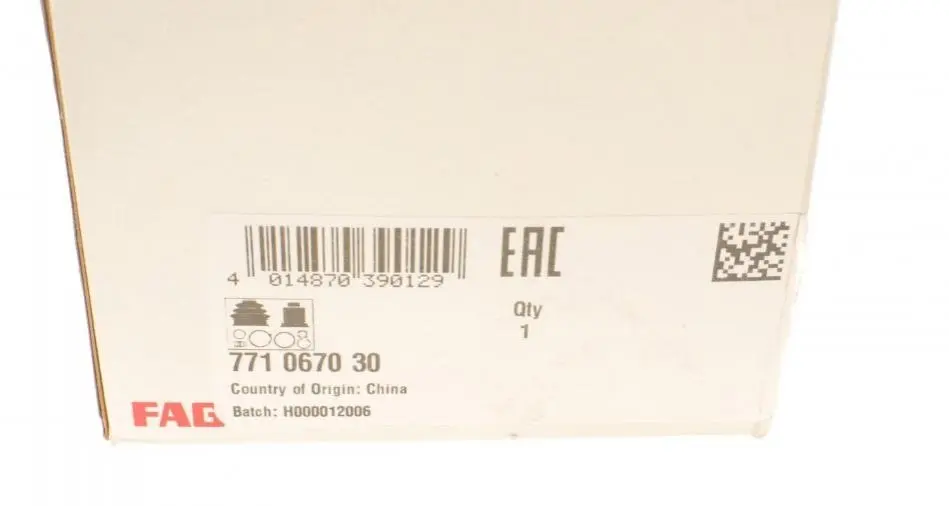 4 014870 390129
EAC
Qty
1
771 0670 30
Country of Origin: China
FAG
Batch: H000012006